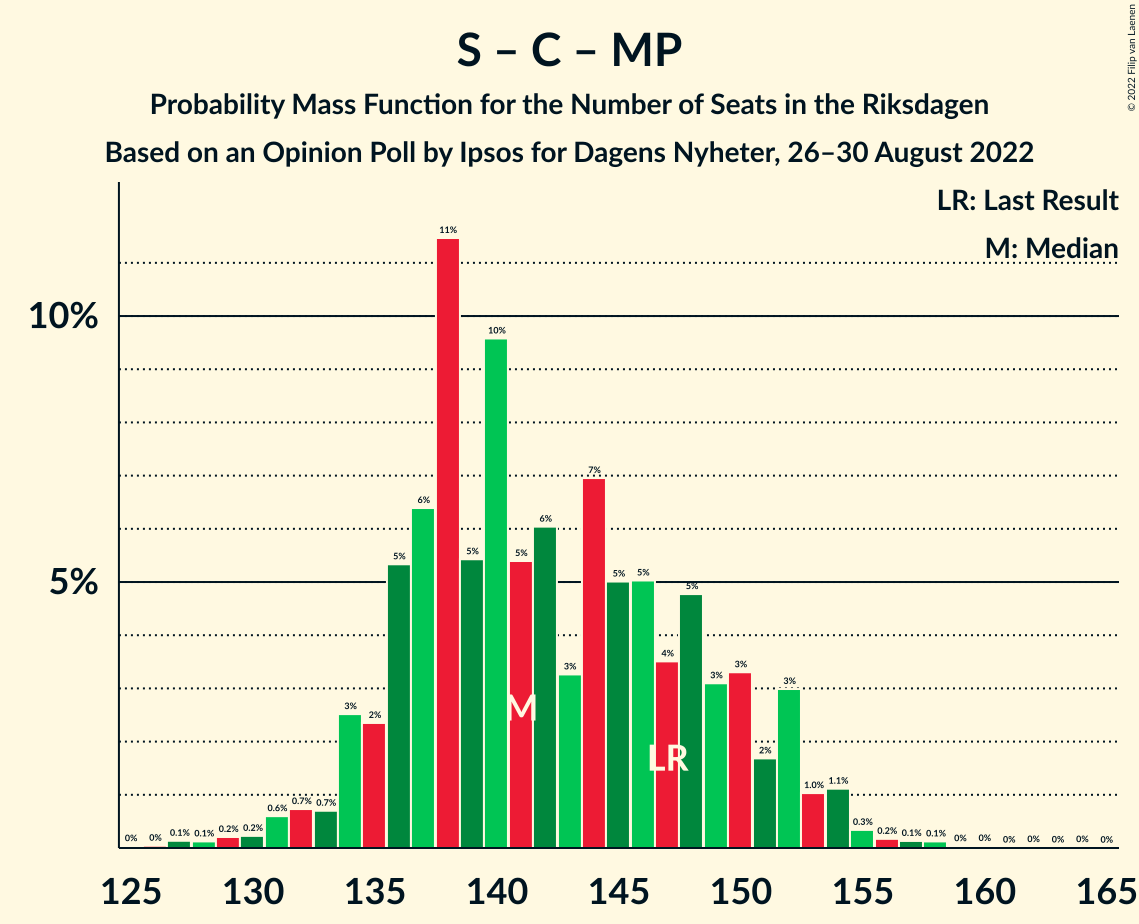 S – C – MP
Probability Mass Function for the Number of Seats in the Riksdagen
Based on an Opinion Poll by Ipsos for Dagens Nyheter, 26–30 August 2022
© 2022 Filip van Laenen
LR: Last Result
M: Median
10%
5%
0% 0% 0.1% 0.1% 0.2% 0.2% 0.6% 0.7% 0.7% 3% 2% 5% 6% 11% 5% 10% 5% 6% 3% 7% 5% 5% 4% 5% 3% 3% 2% 3% 1.0% 1.1% 0.3% 0.2% 0.1% 0.1% 0% 0% 0% 0% 0% 0% 0%
M
LR
125 130 135 140 145 150 155 160 165